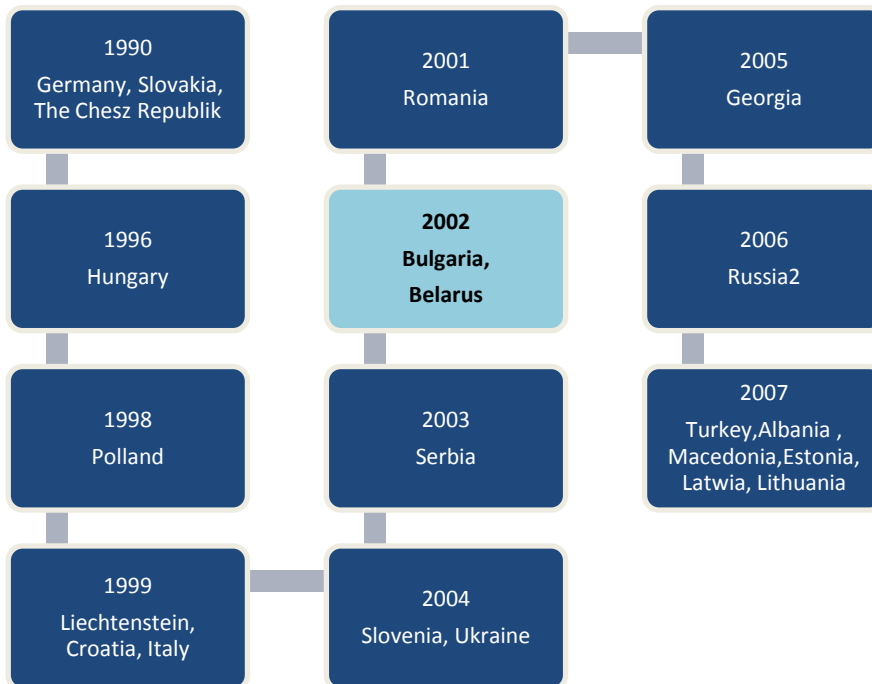 1990
Germany, Slovakia,
The Chesz Republik
1996
Hungary
1998
Polland
1999
Liechtenstein,
Croatia, Italy
2001
Romania
2002
Bulgaria,
Belarus
2003
Serbia
2004
Slovenia, Ukraine
2005
Georgia
2006
Russia2
2007
Turkey,Albania ,
Macedonia,Estonia,
Latwia, Lithuania